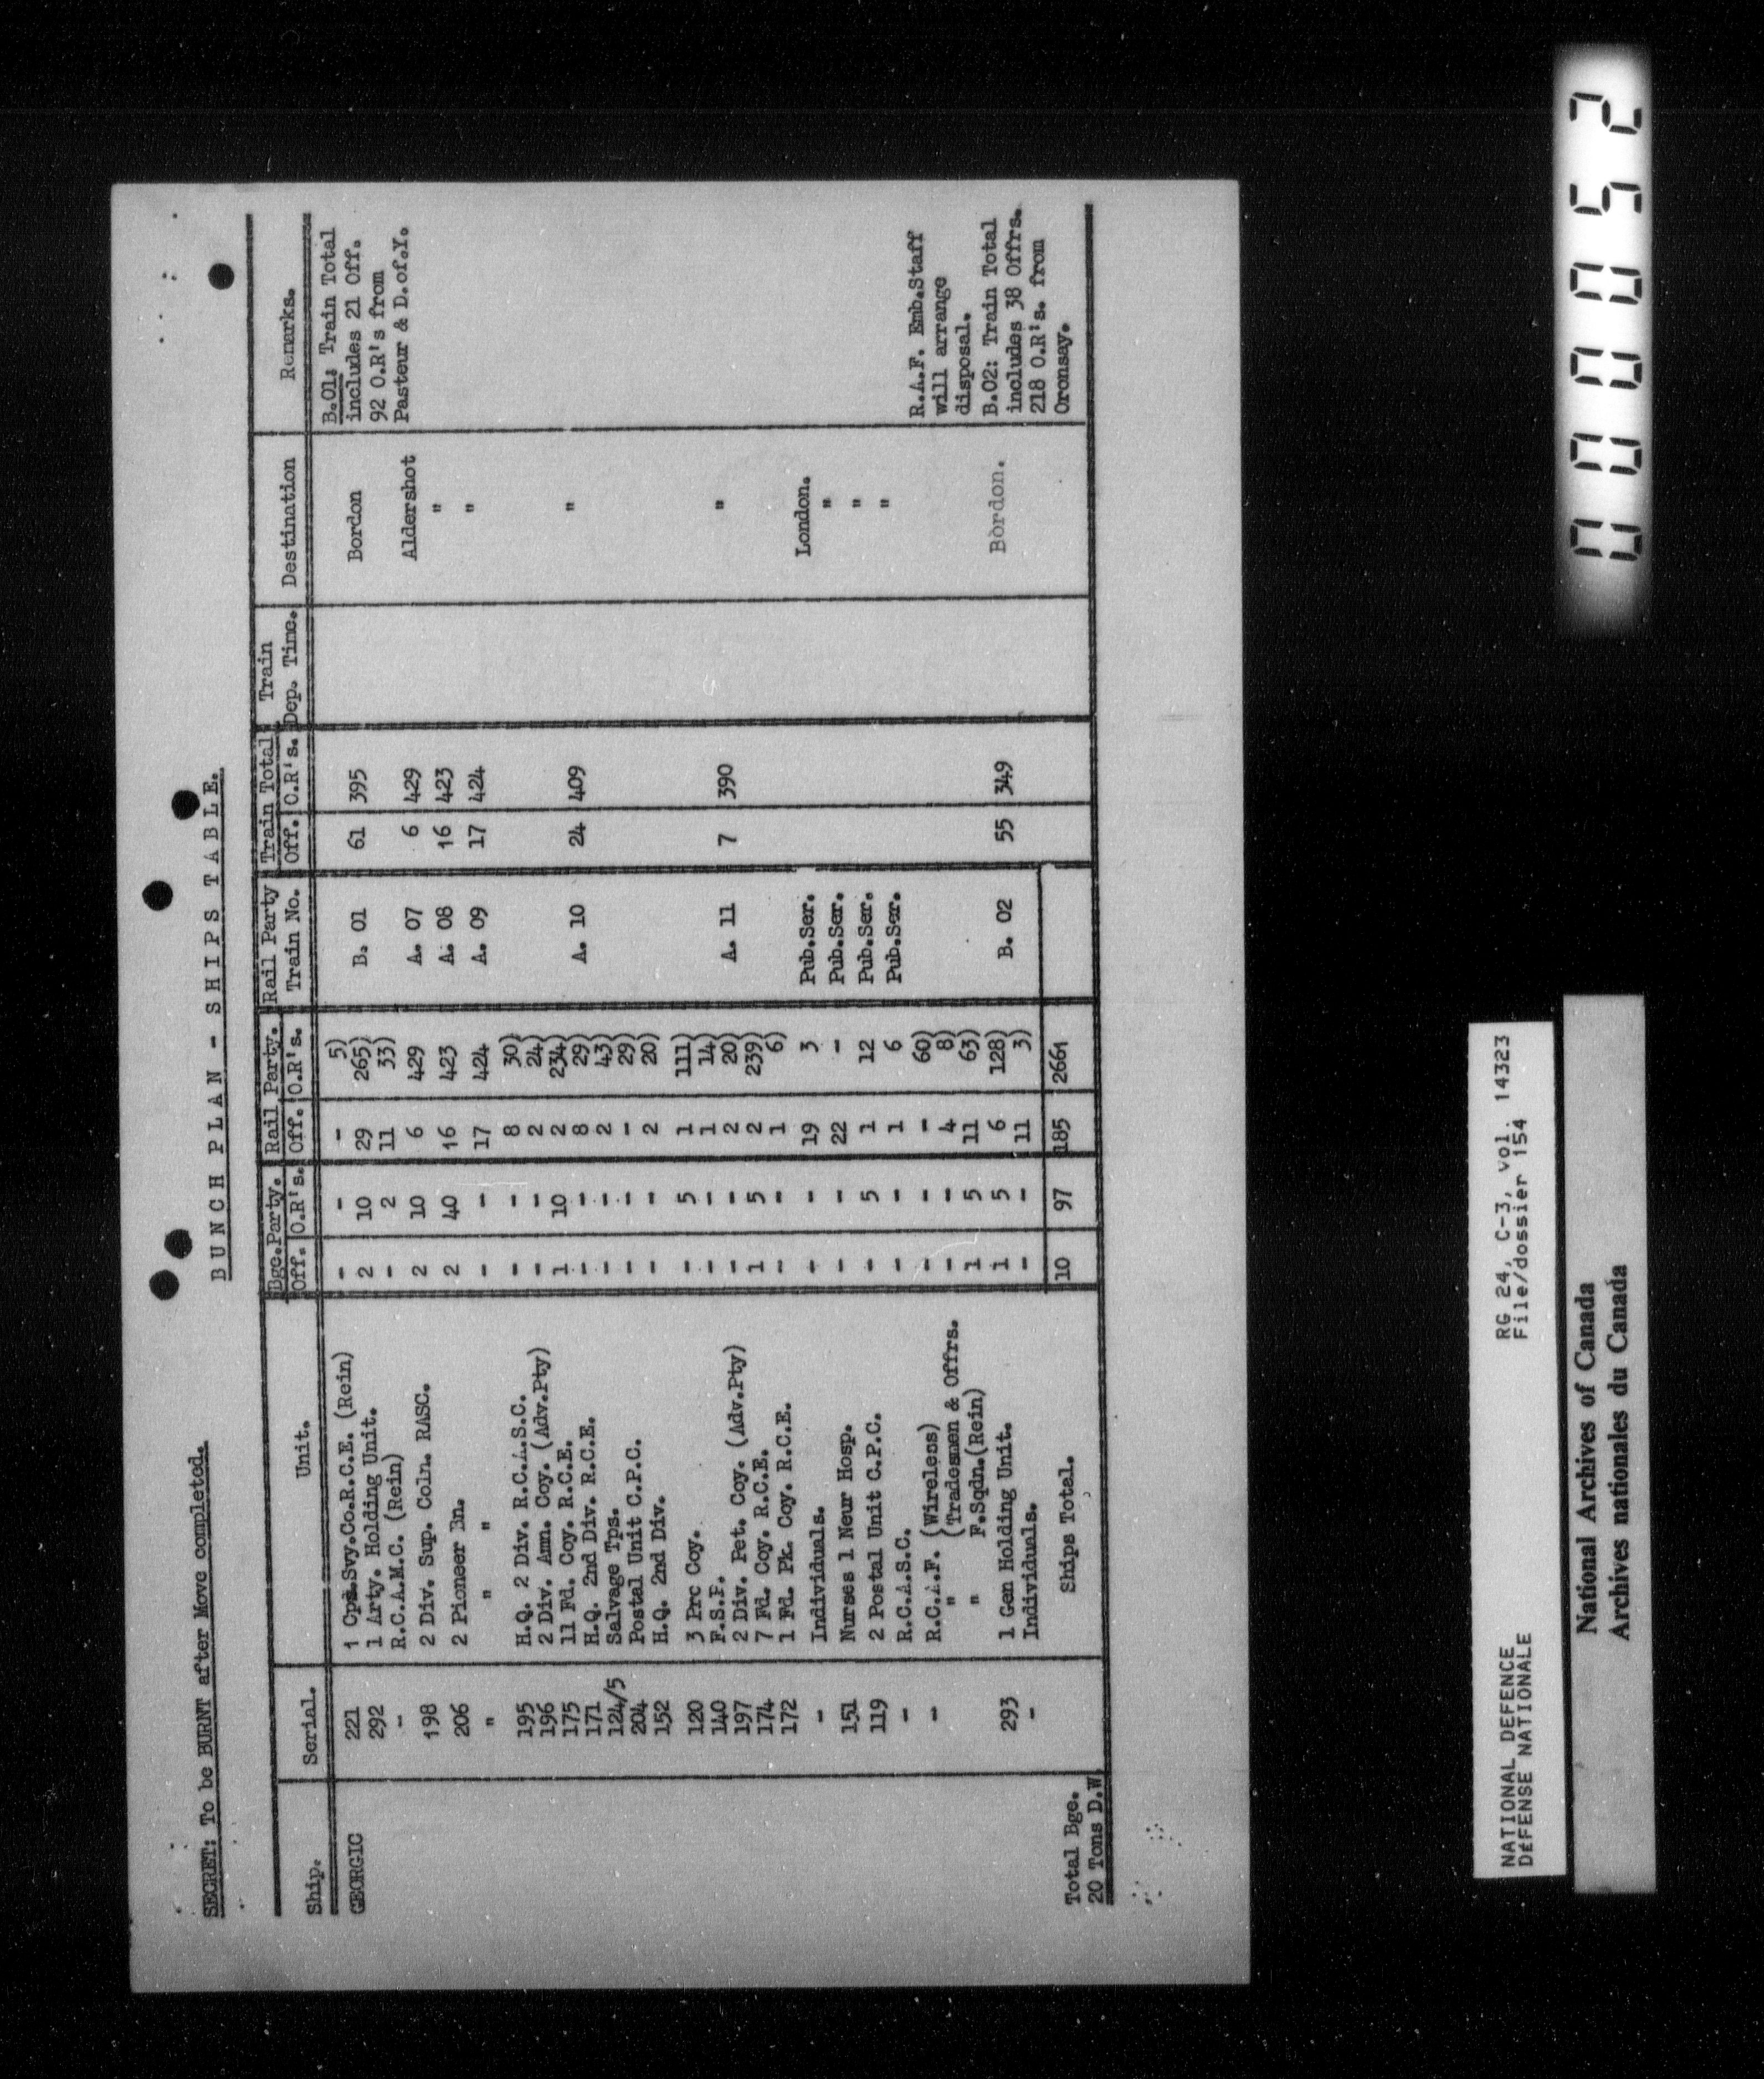 SECRET: To be BURNT after Move completed.
BUNCH PLAN - SHIPS TABLE.
Ship. Serial. Unit. Bge.Party. Rail Party. Rail Party Train Total Train Destination Remarks.
Off. O.R's. Off. O.R's. Train No. Off. O.R's. Dep. Time.
GEORGIC 221 1 Cps.Svy.Co.R.C.E. (Rein) - - - 5)
292 1 Arty. Holding Unit. 2 10 29 265) B. 01 61 395 Bordon
- R.C.A.M.C. (Rein) - 2 11 33)
B.01: Train Total
includes 21 Off.
92 O.R's from
Pasteur & D.of.Y.
198 2 Div. Sup. Coln. RASC. 2 10 6 429 A. 07 6 429 Aldershot
206 2 Pioneer Bn. 2 40 16 423 A. 08 16 423 "
" " " - - 17 424 A. 09 17 424 "
195 H.Q. 2 Div. R.C.A.S.C. - - 8 30)
196 2 Div. Amn. Coy. (Adv.Pty) - - 2 24)
175 11 Fd. Coy. R.C.E. 1 10 2 234)
171 H.Q. 2nd Div. R.C.E. - - 8 29) A. 10 24 409 "
124/5 Salvage Tps. - - 2 43)
204 Postal Unit C.P.C. - - - 29)
152 H.Q. 2nd Div. - - 2 20)
120 3 Pro Coy. - 5 1 111)
140 F.S.P. - - 1 14)
197 2 Div. Pet. Coy. (Adv.Pty) - - 2 20) A. 11 7 390 "
174 7 Fd. Coy. R.C.E. 1 5 2 239)
172 1 Fd. Pk. Coy. R.C.E. - - 1 6)
- Individuals. - - 19 3 Pub.Ser. London.
151 Nurses 1 Neur Hosp. - - 22 - Pub.Ser. "
119 2 Postal Unit C.P.C. - 5 1 12 Pub.Ser. "
- R.C.A.S.C. - - 1 6 Pub.Ser. "
- R.C.A.F. (Wireless) - - - 60)
" (Tradesmen & Offrs. - - 4 8)
" F.Sqdn.(Rein) 1 5 11 63)
R.A.F. Emb.Staff
will arrange
disposal.
293 1 Gen Holding Unit. 1 5 6 128) B. 02 55 349 Bordon.
- Individuals. - - 11 3)
B.02: Train Total
includes 38 Offrs.
218 O.R's. from
Oronsay.
Total Bge. Ships Total. 10 97 185 2661
20 Tons D.W.
NATIONAL DEFENCE RG 24, C-3, vol. 14323
DéFENSE NATIONALE File/dossier 154
National Archives of Canada
Archives nationales du Canada
000052